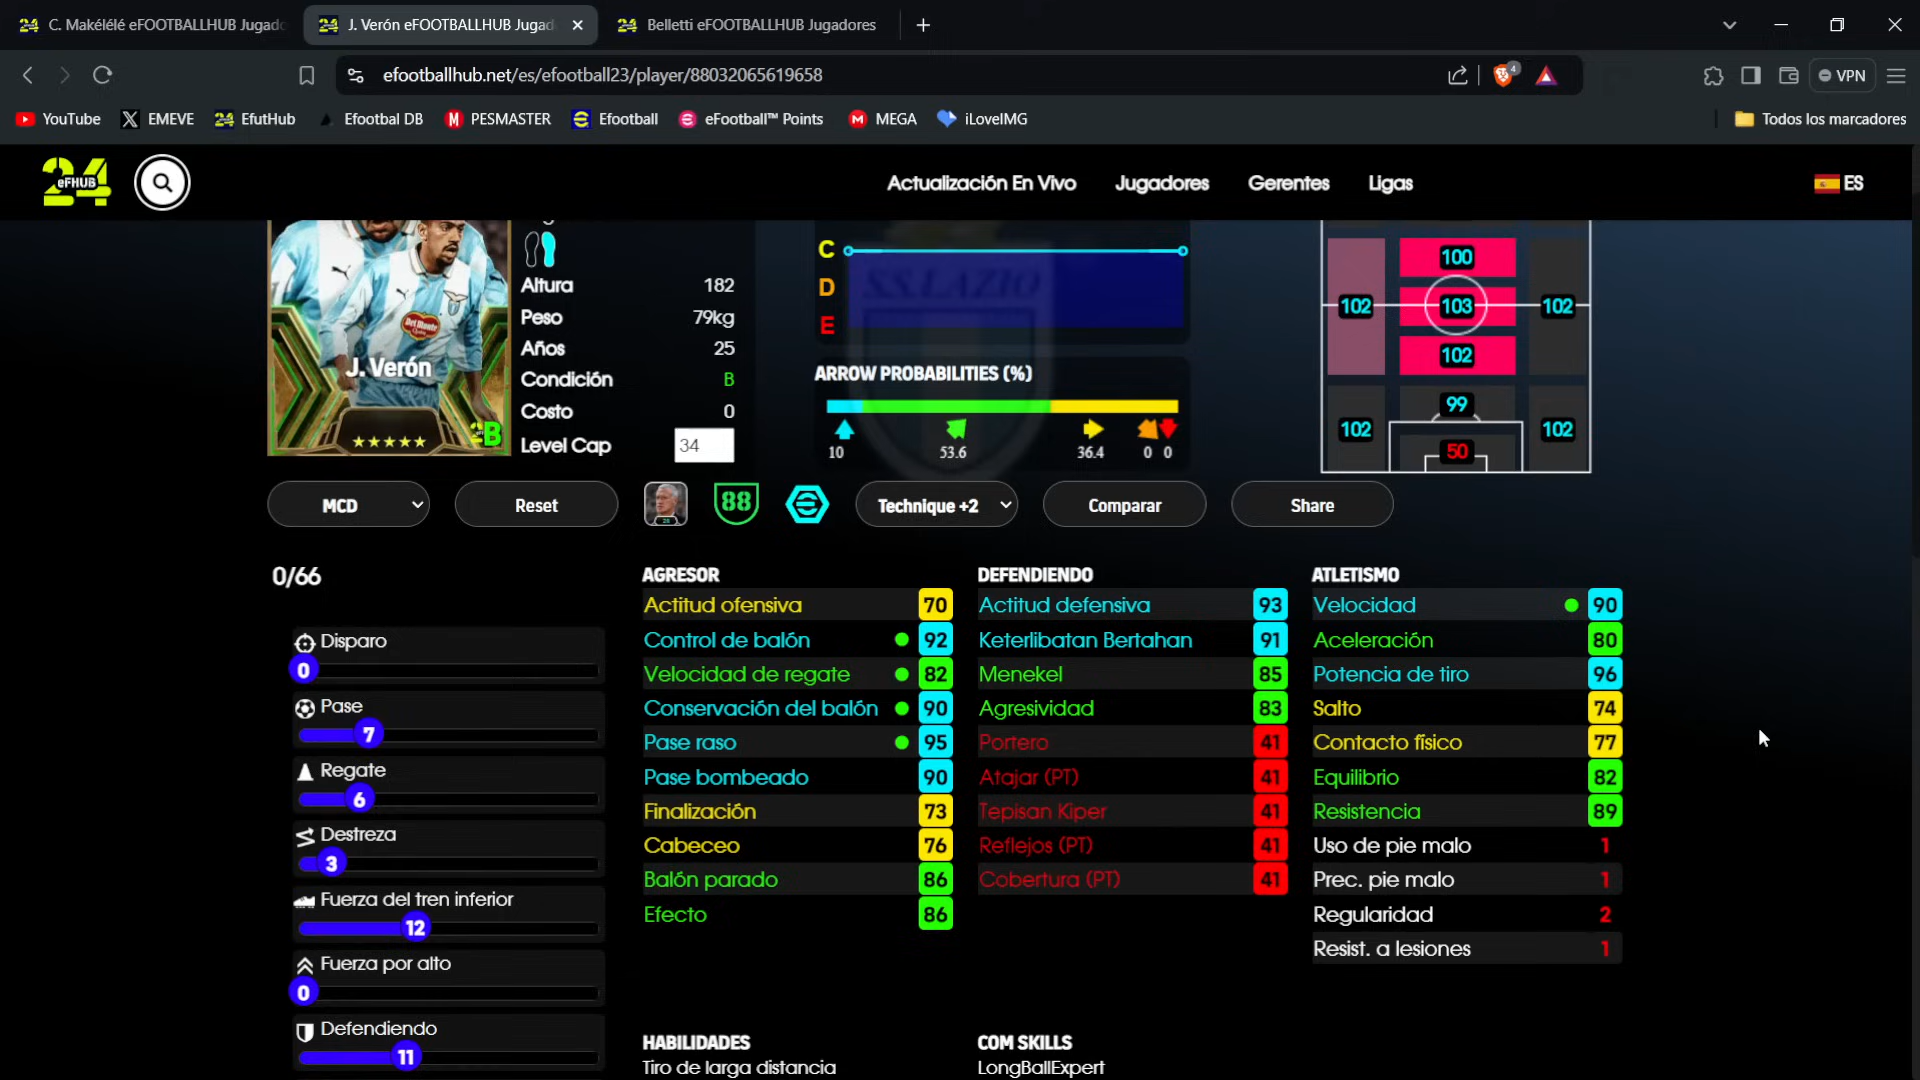 C. Makélélé eFOOTBALLHUB Jugado
J. Verón eFOOTBALLHUB Jugad
Belletti eFOOTBALLHUB Jugadores
efootballhub.net/es/efootball23/player/88032065619658
4
VPN
YouTube
EMEVE
EfutHub
Efootbal DB
PESMASTER
Efootball
eFootball™ Points
MEGA
iLoveIMG
Todos los marcadores
24
eFHUB
Actualización En Vivo
Jugadores
Gerentes
Ligas
ES
Del Monte
J. Verón
B
Altura 182
Peso 79kg
Años 25
Condición B
Costo 0
Level Cap 34
C
D
E
S.S. LAZIO
ARROW PROBABILITIES (%)
10 53.6 36.4 0 0
100
102 103 102
102
99
102 102
50
MCD
Reset
88
Technique +2
Comparar
Share
0/66
Disparo
0
Pase
7
Regate
6
Destreza
3
Fuerza del tren inferior
12
Fuerza por alto
0
Defendiendo
11
AGRESOR
Actitud ofensiva 70
Control de balón 92
Velocidad de regate 82
Conservación del balón 90
Pase raso 95
Pase bombeado 90
Finalización 73
Cabeceo 76
Balón parado 86
Efecto 86
DEFENDIENDO
Actitud defensiva 93
Keterlibatan Bertahan 91
Menekel 85
Agresividad 83
Portero 41
Atajar (PT) 41
Tepisan Kiper 41
Reflejos (PT) 41
Cobertura (PT) 41
ATLETISMO
Velocidad 90
Aceleración 80
Potencia de tiro 96
Salto 74
Contacto físico 77
Equilibrio 82
Resistencia 89
Uso de pie malo 1
Prec. pie malo 1
Regularidad 2
Resist. a lesiones 1
HABILIDADES
Tiro de larga distancia
COM SKILLS
LongBallExpert